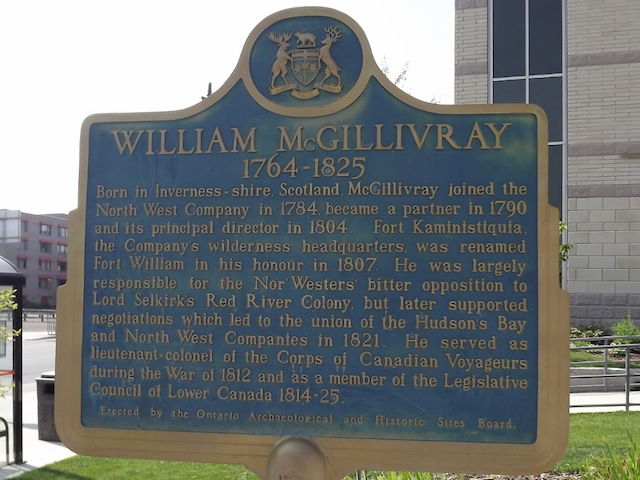 WILLIAM McGILLIVRAY
1764-1825
Born in Inverness-shire, Scotland, McGillivray joined the
North West Company in 1784, became a partner in 1790
and its principal director in 1804. Fort Kaministiquia,
the Company's wilderness headquarters, was renamed
Fort William in his honour in 1807. He was largely
responsible for the Nor'Westers' bitter opposition to
Lord Selkirk's Red River Colony, but later supported
negotiations which led to the union of the Hudson's Bay
and North West Companies in 1821. He served as
lieutenant-colonel of the Corps of Canadian Voyageurs
during the War of 1812 and as a member of the Legislative
Council of Lower Canada 1814-25.
Erected by the Ontario Archaeological and Historic Sites Board.